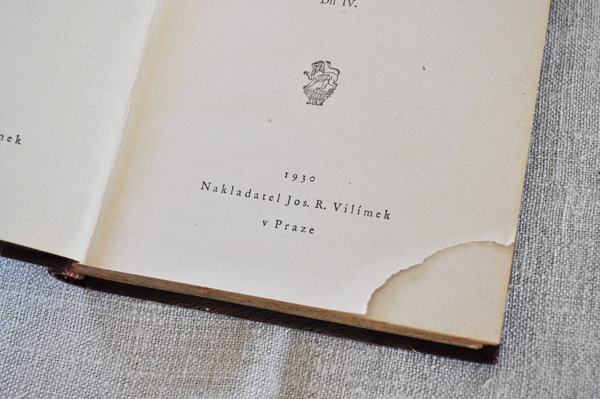 Díl IV.
1930
Nakladatel Jos. R. Vilímek
v Praze